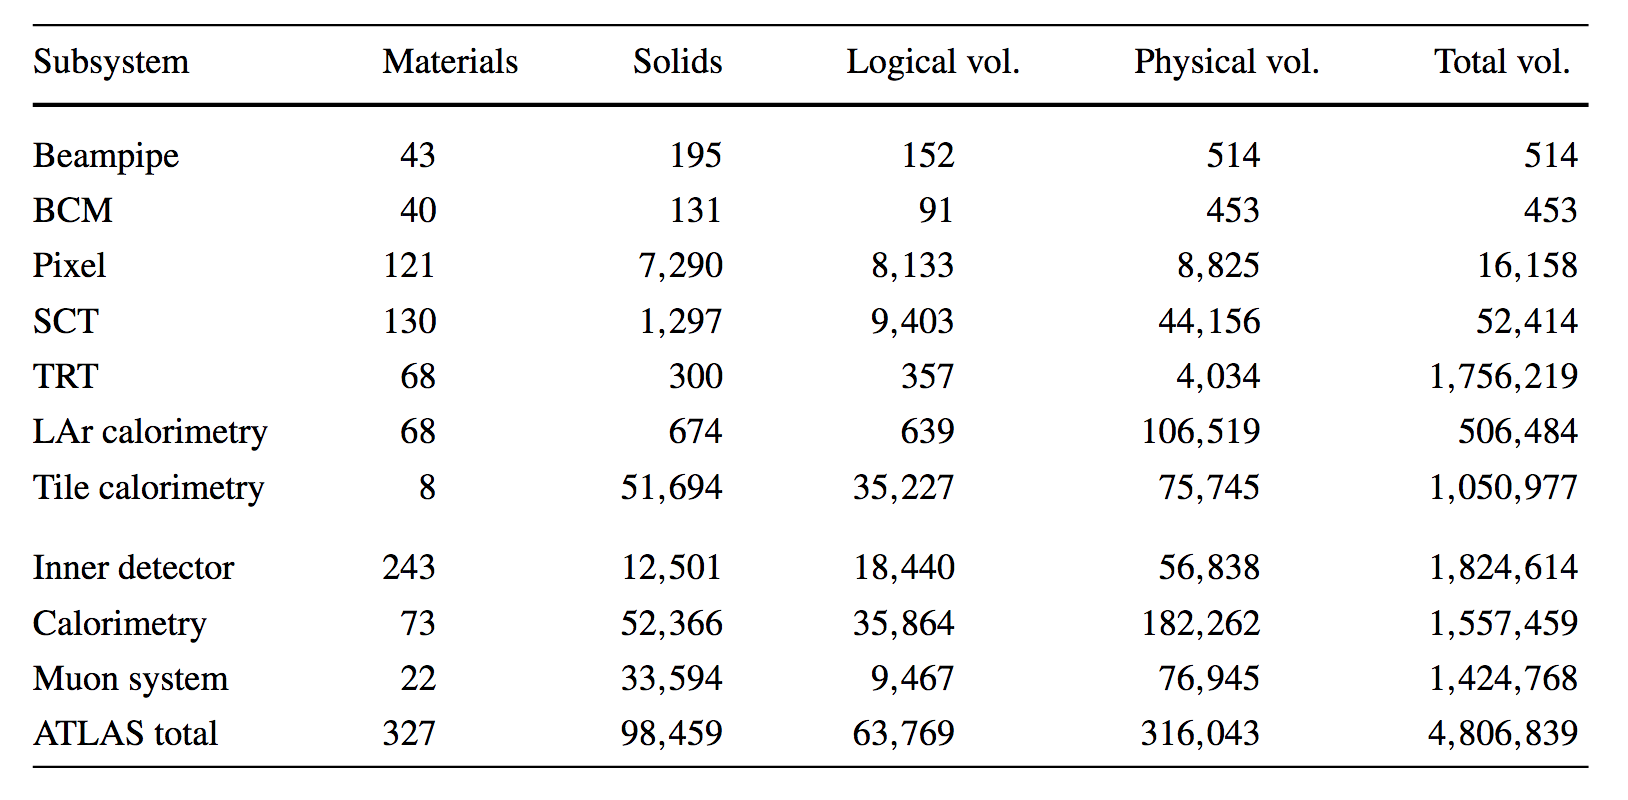 Subsystem Materials Solids Logical vol. Physical vol. Total vol.
Beampipe 43 195 152 514 514
BCM 40 131 91 453 453
Pixel 121 7,290 8,133 8,825 16,158
SCT 130 1,297 9,403 44,156 52,414
TRT 68 300 357 4,034 1,756,219
LAr calorimetry 68 674 639 106,519 506,484
Tile calorimetry 8 51,694 35,227 75,745 1,050,977
Inner detector 243 12,501 18,440 56,838 1,824,614
Calorimetry 73 52,366 35,864 182,262 1,557,459
Muon system 22 33,594 9,467 76,945 1,424,768
ATLAS total 327 98,459 63,769 316,043 4,806,839